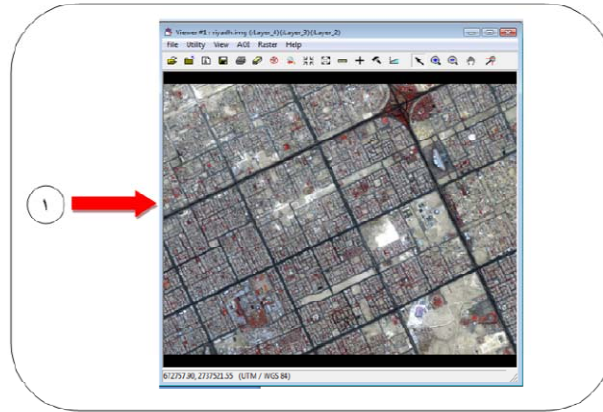 Viewer #1 : riyadh.img (:Layer_4)(:Layer_3)(:Layer_2)
File Utility View AOI Raster Help
١
672757.90, 2737521.55 (UTM / WGS 84)